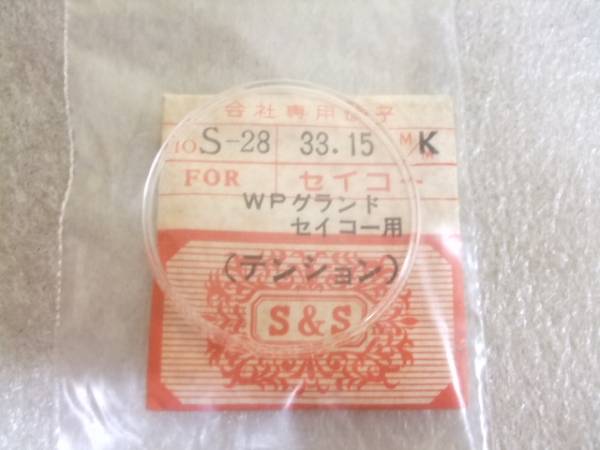 会社専用硝子
NO S-28 33.15 M/M K
FOR セイコー
WPグランド
セイコー用
(テンション)
S&S